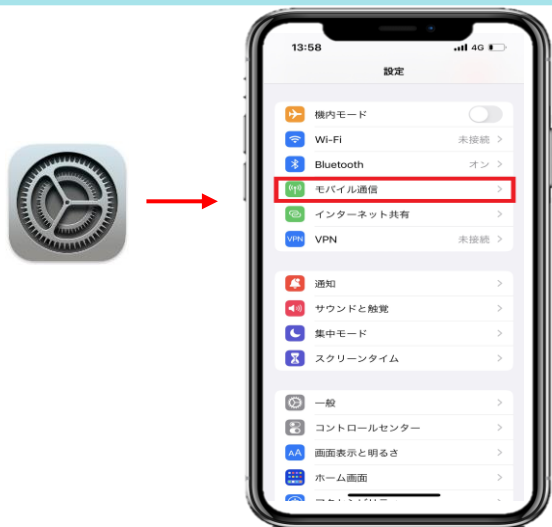 13:58
4G
設定
機内モード
Wi-Fi
未接続
Bluetooth
オン
モバイル通信
インターネット共有
VPN
VPN
未接続
通知
サウンドと触覚
集中モード
スクリーンタイム
一般
コントロールセンター
AA
画面表示と明るさ
ホーム画面